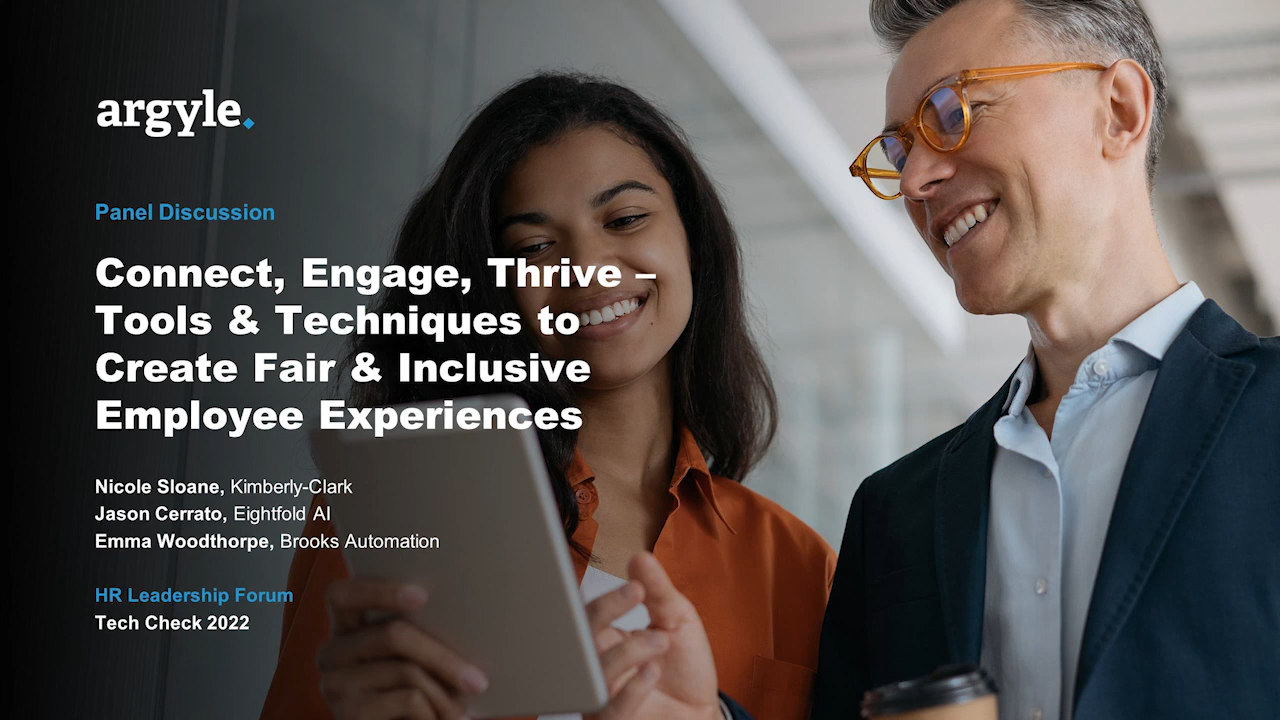 argyle.
Panel Discussion
Connect, Engage, Thrive –
Tools & Techniques to
Create Fair & Inclusive
Employee Experiences
Nicole Sloane, Kimberly-Clark
Jason Cerrato, Eightfold AI
Emma Woodthorpe, Brooks Automation
HR Leadership Forum
Tech Check 2022